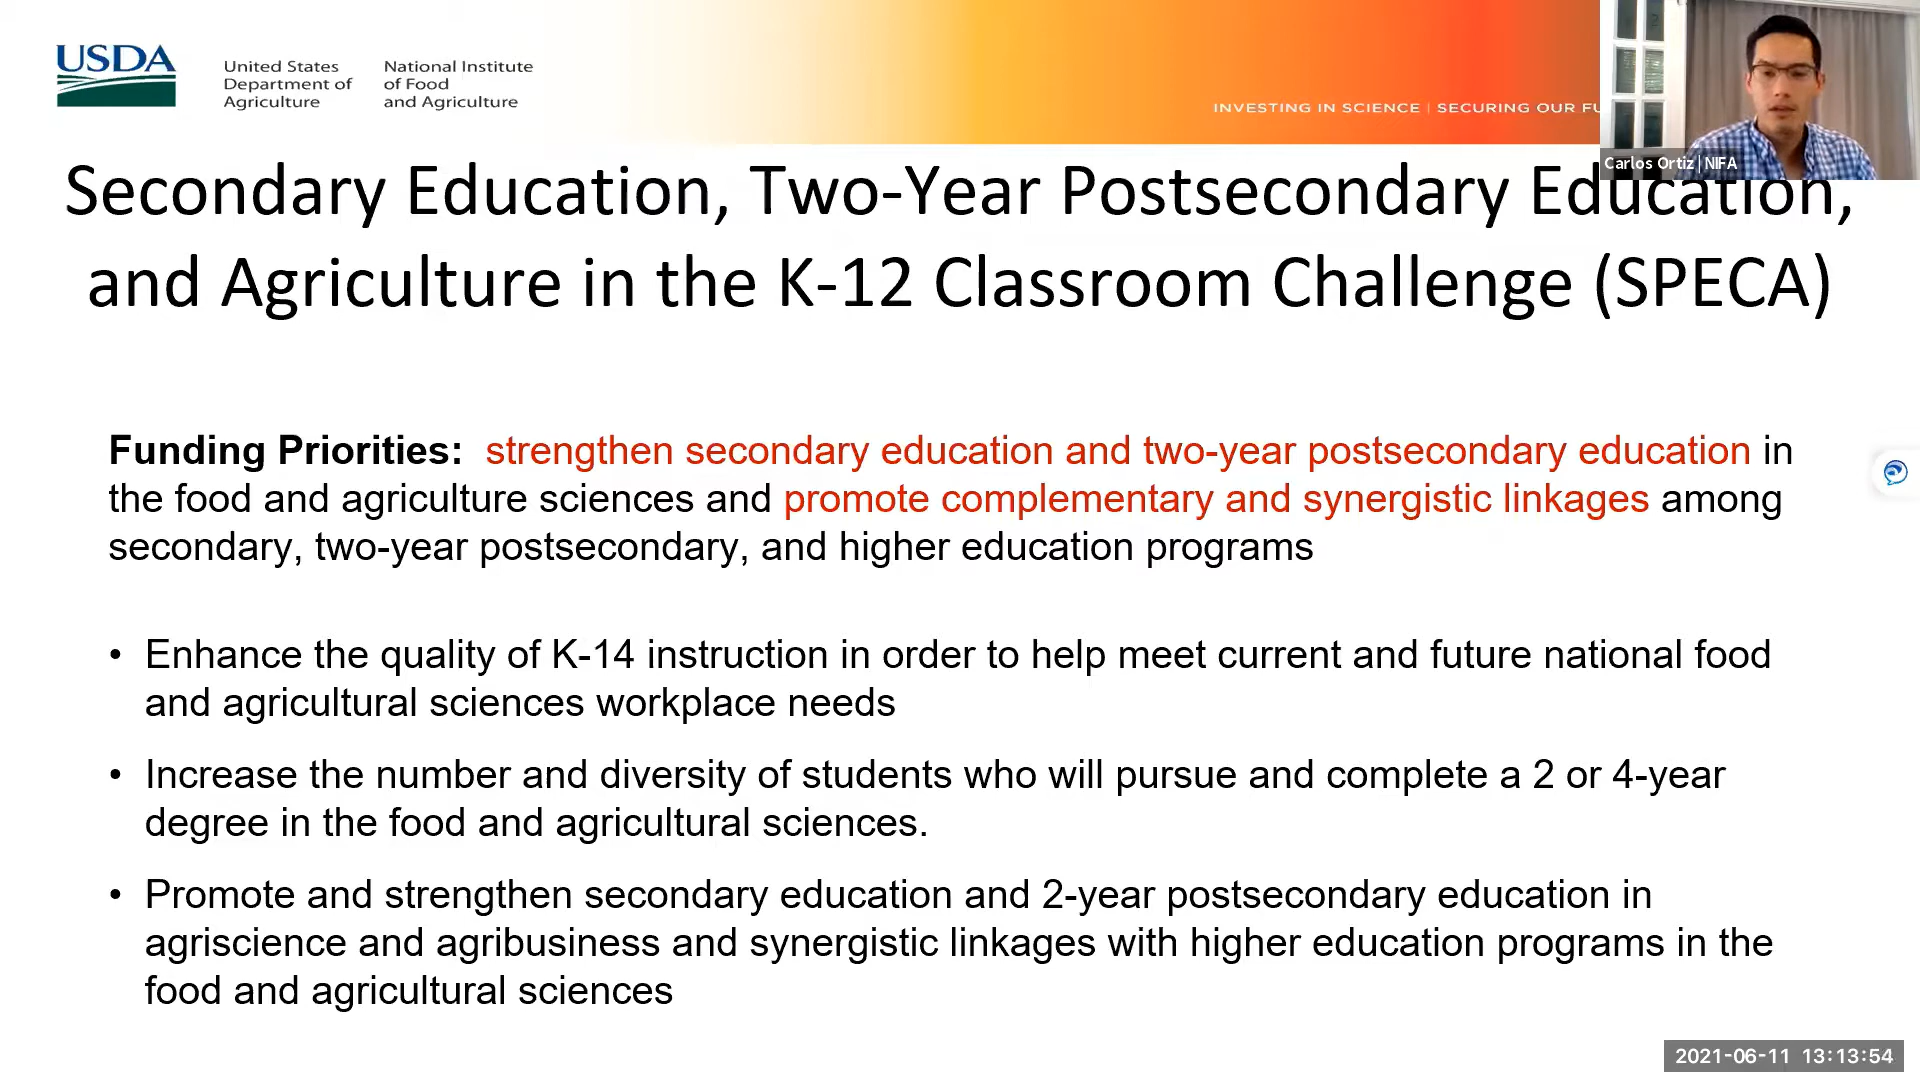 USDA
United States
Department of
Agriculture
National Institute
of Food
and Agriculture
INVESTING IN SCIENCE | SECURING OUR
Carlos Ortiz | NIFA
Secondary Education, Two-Year Postsecondary Education,
and Agriculture in the K-12 Classroom Challenge (SPECA)
Funding Priorities: strengthen secondary education and two-year postsecondary education in
the food and agriculture sciences and promote complementary and synergistic linkages among
secondary, two-year postsecondary, and higher education programs
• Enhance the quality of K-14 instruction in order to help meet current and future national food
and agricultural sciences workplace needs
• Increase the number and diversity of students who will pursue and complete a 2 or 4-year
degree in the food and agricultural sciences.
• Promote and strengthen secondary education and 2-year postsecondary education in
agriscience and agribusiness and synergistic linkages with higher education programs in the
food and agricultural sciences
2021-06-11 13:13:54